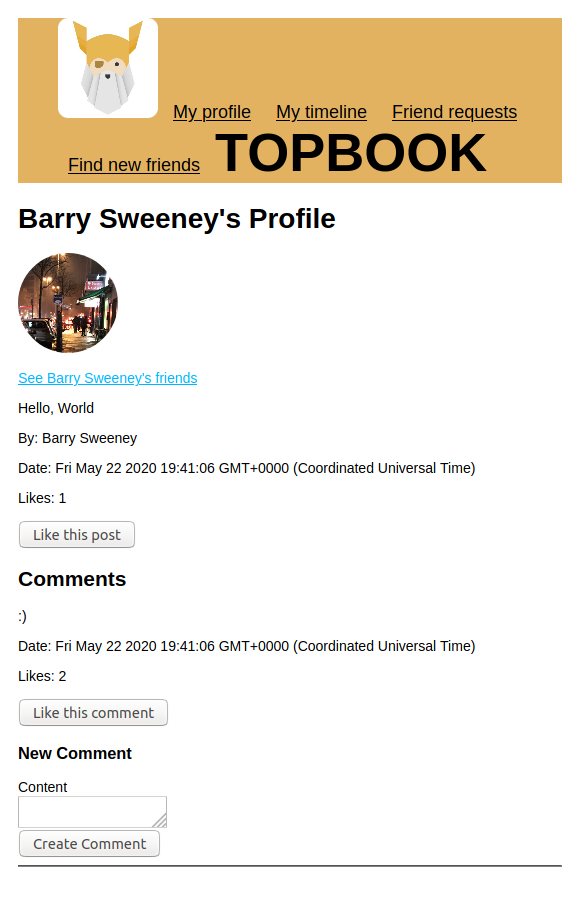 My profile My timeline Friend requests
Find new friends TOPBOOK
Barry Sweeney's Profile
See Barry Sweeney's friends
Hello, World
By: Barry Sweeney
Date: Fri May 22 2020 19:41:06 GMT+0000 (Coordinated Universal Time)
Likes: 1
Like this post
Comments
:)
Date: Fri May 22 2020 19:41:06 GMT+0000 (Coordinated Universal Time)
Likes: 2
Like this comment
New Comment
Content
Create Comment